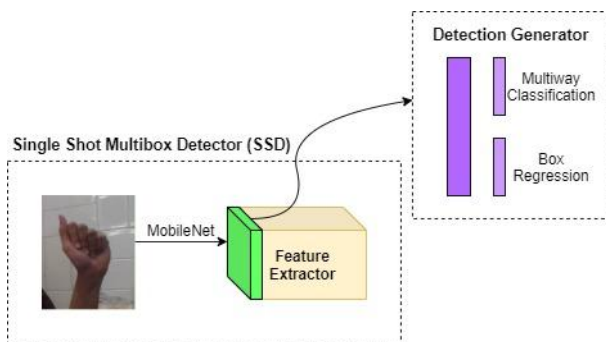 Detection Generator
Multiway
Classification
Box
Regression
Single Shot Multibox Detector (SSD)
MobileNet
Feature
Extractor